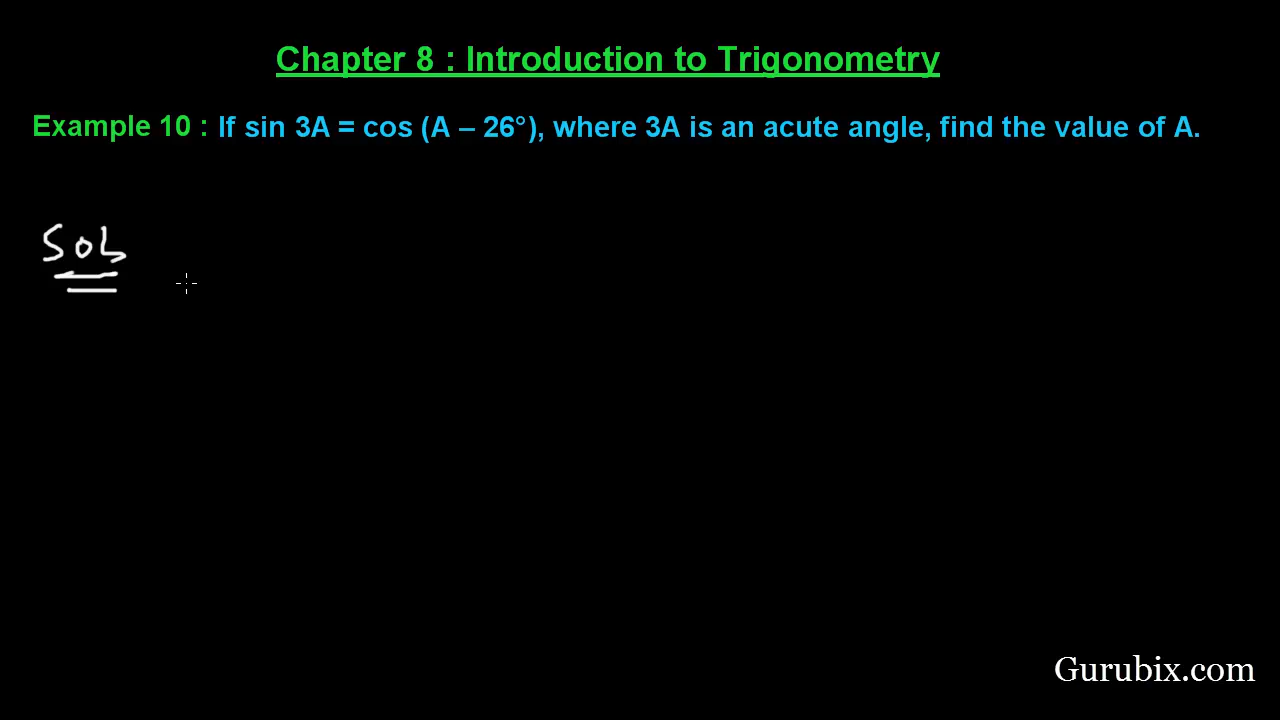 Chapter 8 : Introduction to Trigonometry
Example 10 : If sin 3A = cos (A – 26°), where 3A is an acute angle, find the value of A.
Sol
Gurubix.com